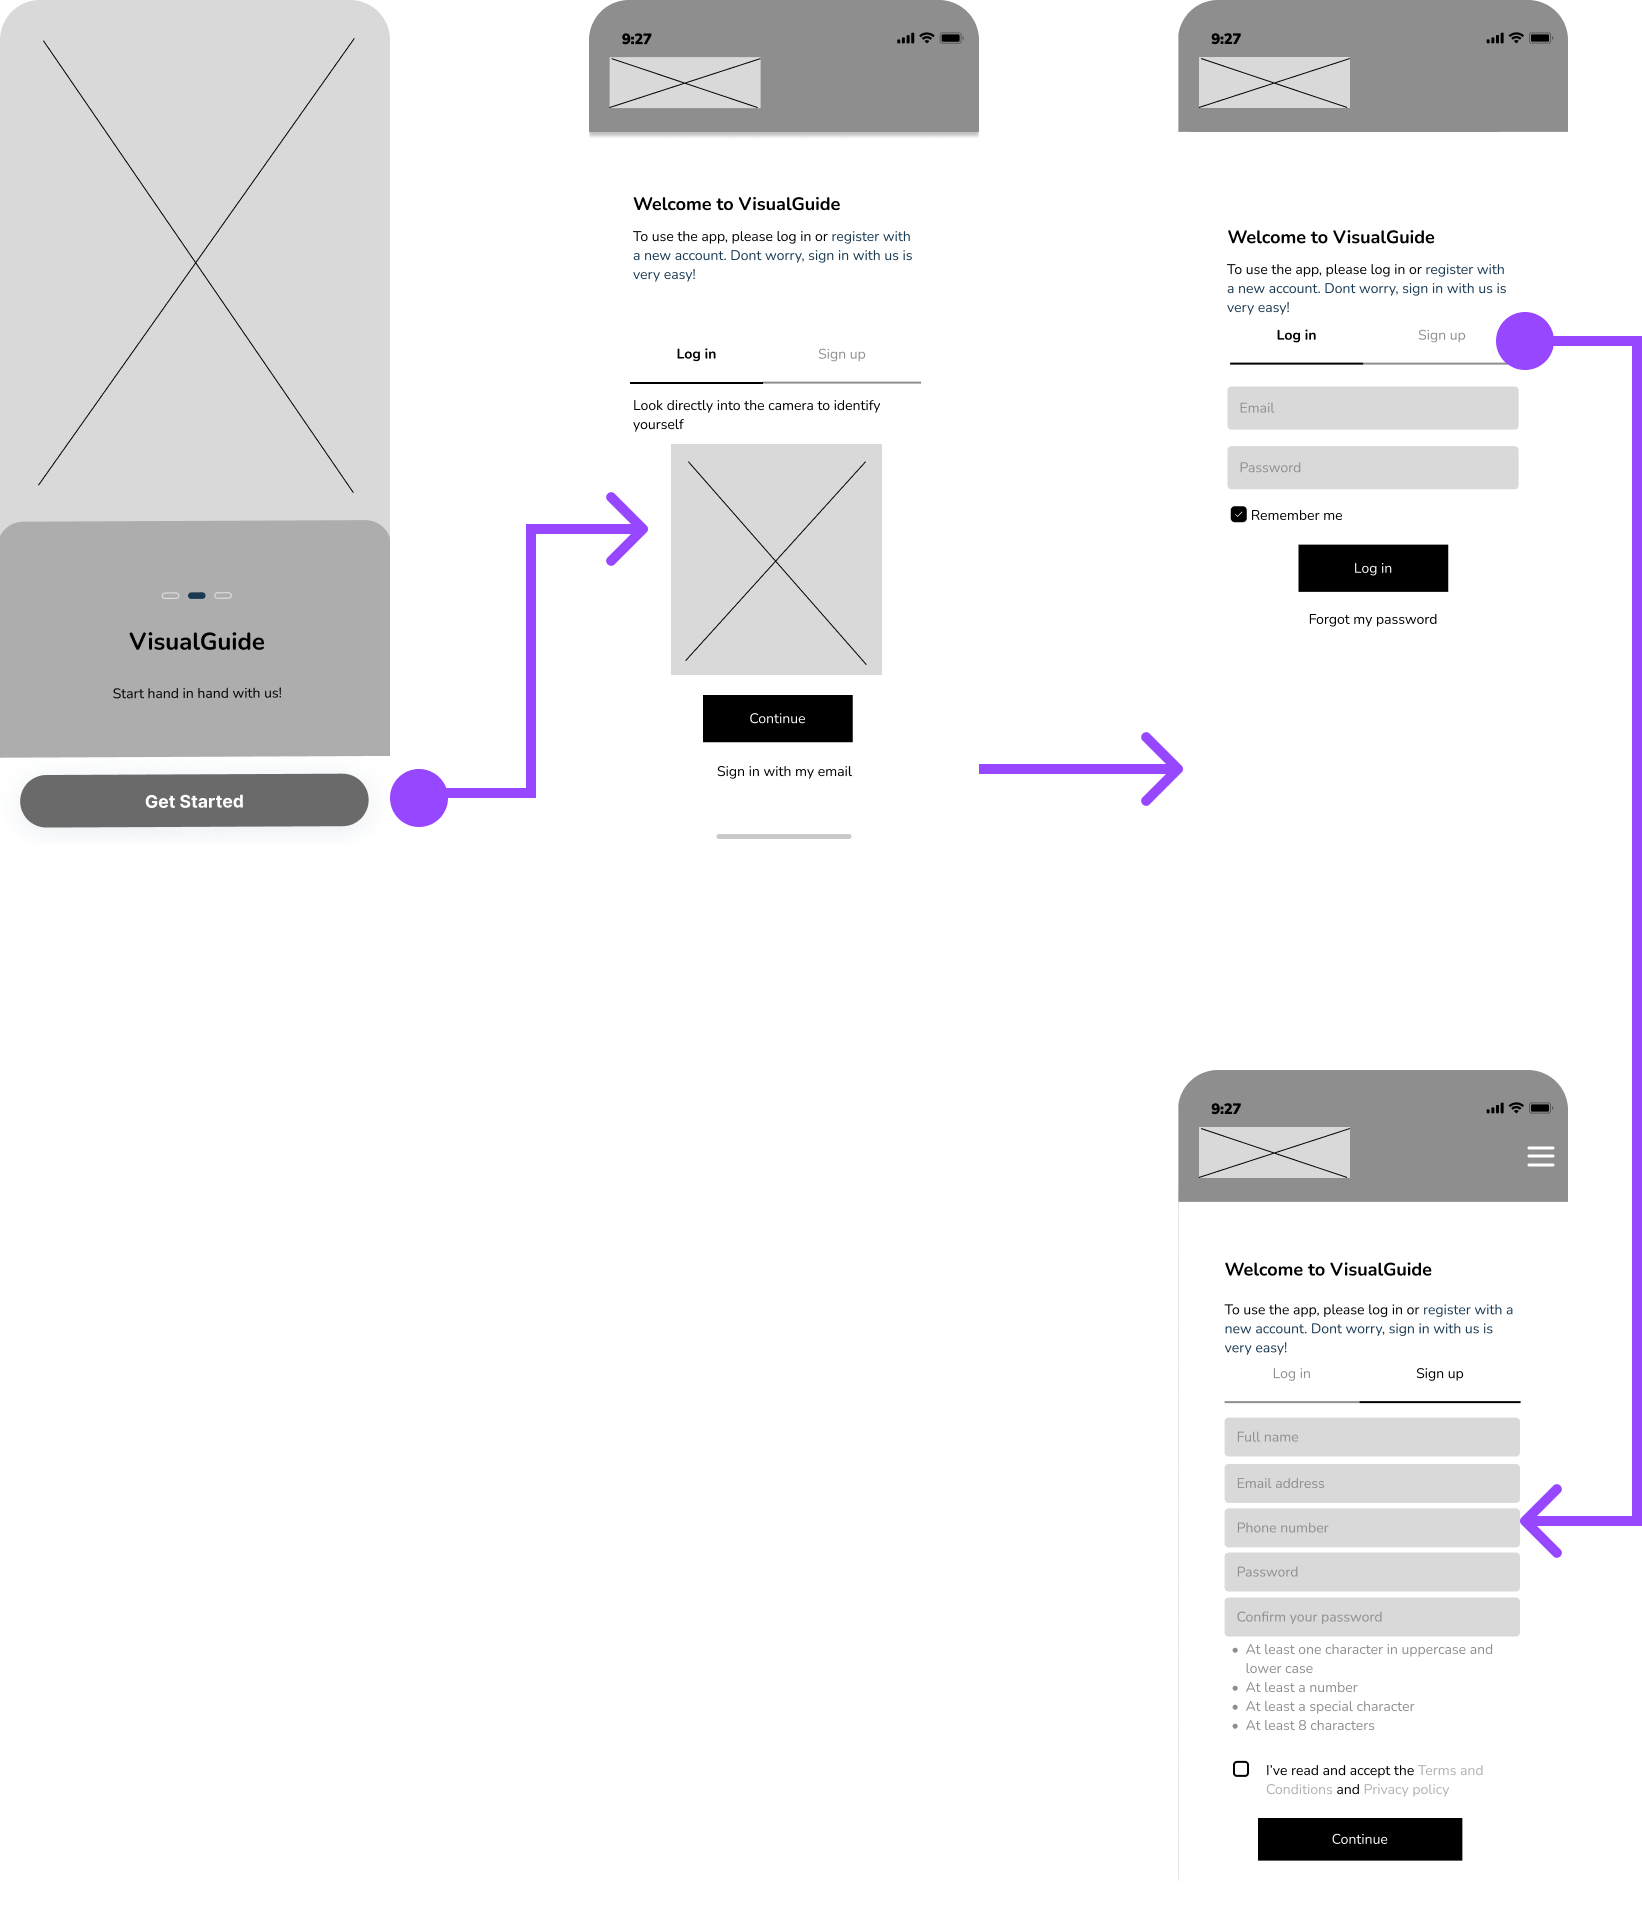 VisualGuide
Start hand in hand with us!
Get Started
9:27
Welcome to VisualGuide
To use the app, please log in or register with
a new account. Dont worry, sign in with us is
very easy!
Log in
Sign up
Look directly into the camera to identify
yourself
Continue
Sign in with my email
9:27
Welcome to VisualGuide
To use the app, please log in or register with
a new account. Dont worry, sign in with us is
very easy!
Log in
Sign up
Email
Password
Remember me
Log in
Forgot my password
9:27
Welcome to VisualGuide
To use the app, please log in or register with a
new account. Dont worry, sign in with us is
very easy!
Log in
Sign up
Full name
Email address
Phone number
Password
Confirm your password
• At least one character in uppercase and
lower case
• At least a number
• At least a special character
• At least 8 characters
I've read and accept the Terms and
Conditions and Privacy policy
Continue